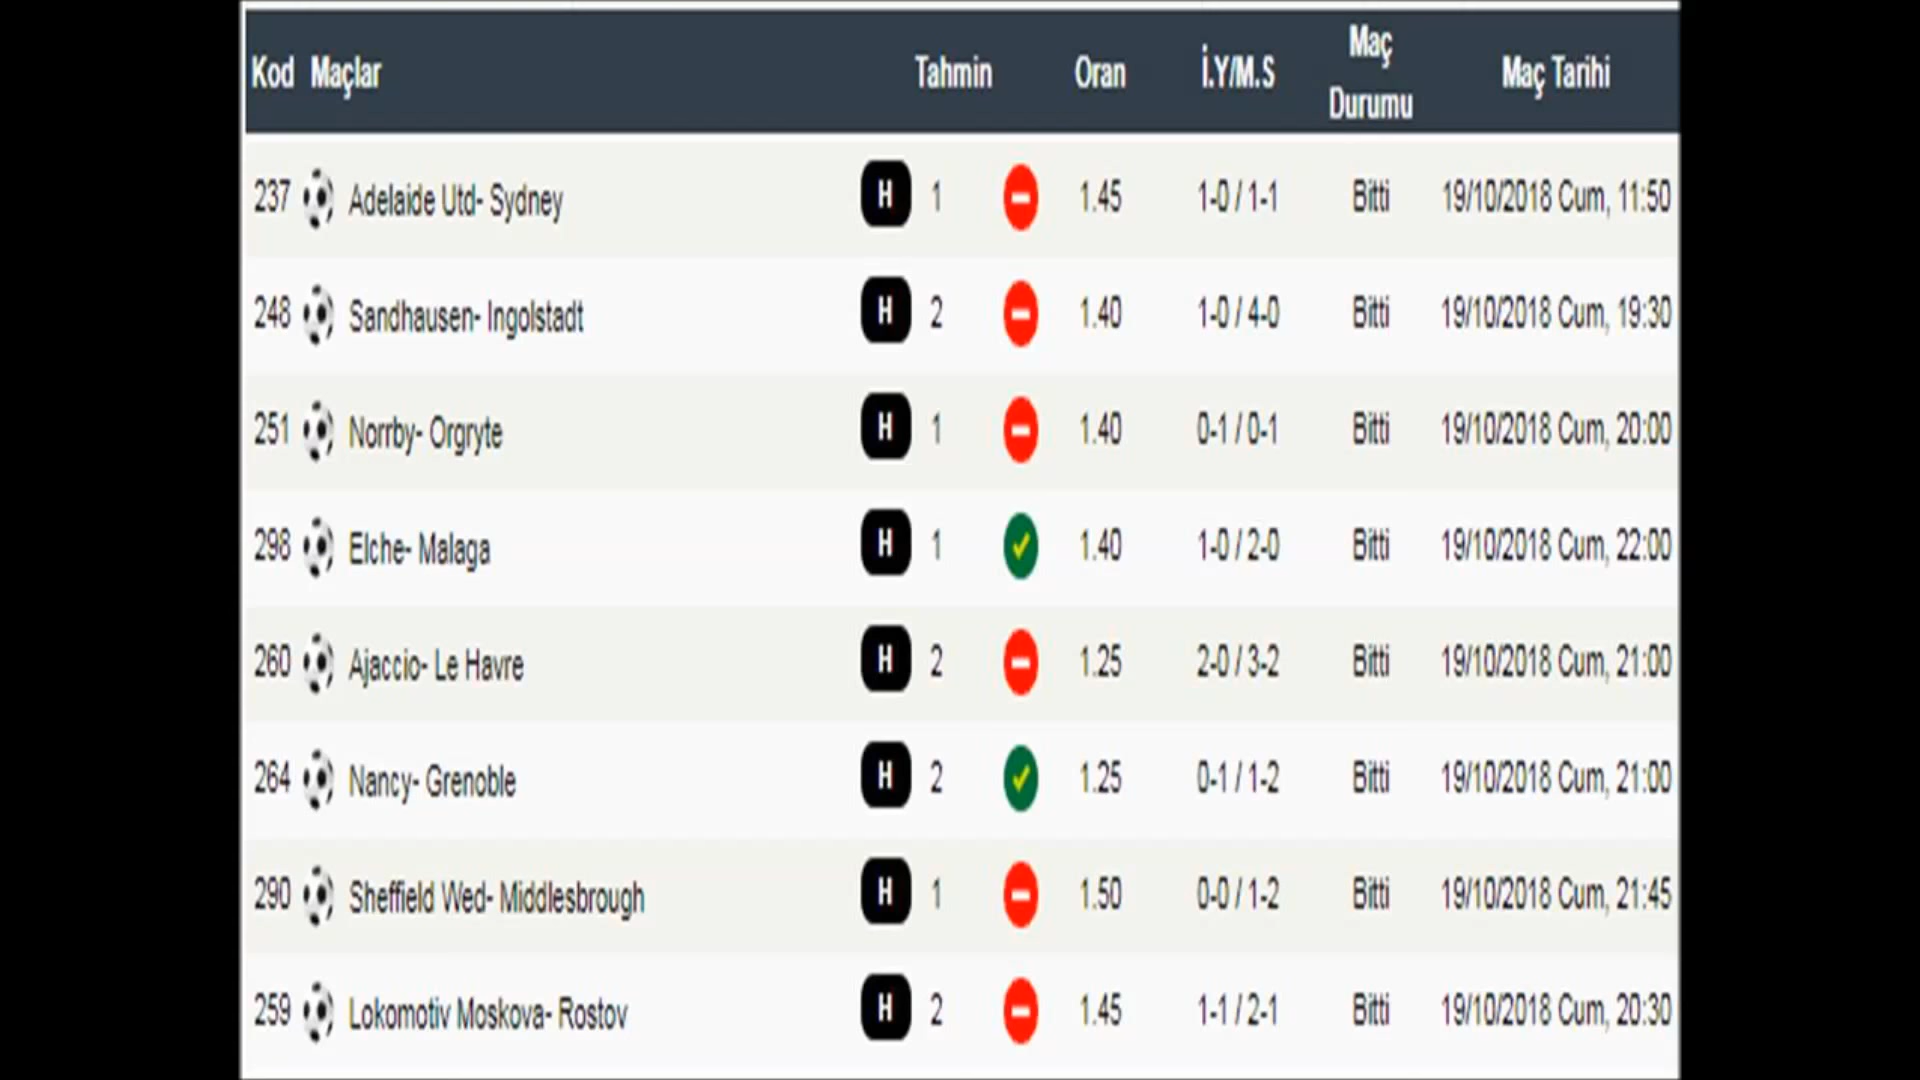 Kod Maçlar Tahmin Oran İ.Y/M.S Maç Durumu Maç Tarihi
237 Adelaide Utd- Sydney H 1 1.45 1-0 / 1-1 Bitti 19/10/2018 Cum, 11:50
248 Sandhausen- Ingolstadt H 2 1.40 1-0 / 4-0 Bitti 19/10/2018 Cum, 19:30
251 Norrby- Orgryte H 1 1.40 0-1 / 0-1 Bitti 19/10/2018 Cum, 20:00
298 Elche- Malaga H 1 1.40 1-0 / 2-0 Bitti 19/10/2018 Cum, 22:00
260 Ajaccio- Le Havre H 2 1.25 2-0 / 3-2 Bitti 19/10/2018 Cum, 21:00
264 Nancy- Grenoble H 2 1.25 0-1 / 1-2 Bitti 19/10/2018 Cum, 21:00
290 Sheffield Wed- Middlesbrough H 1 1.50 0-0 / 1-2 Bitti 19/10/2018 Cum, 21:45
259 Lokomotiv Moskova- Rostov H 2 1.45 1-1 / 2-1 Bitti 19/10/2018 Cum, 20:30